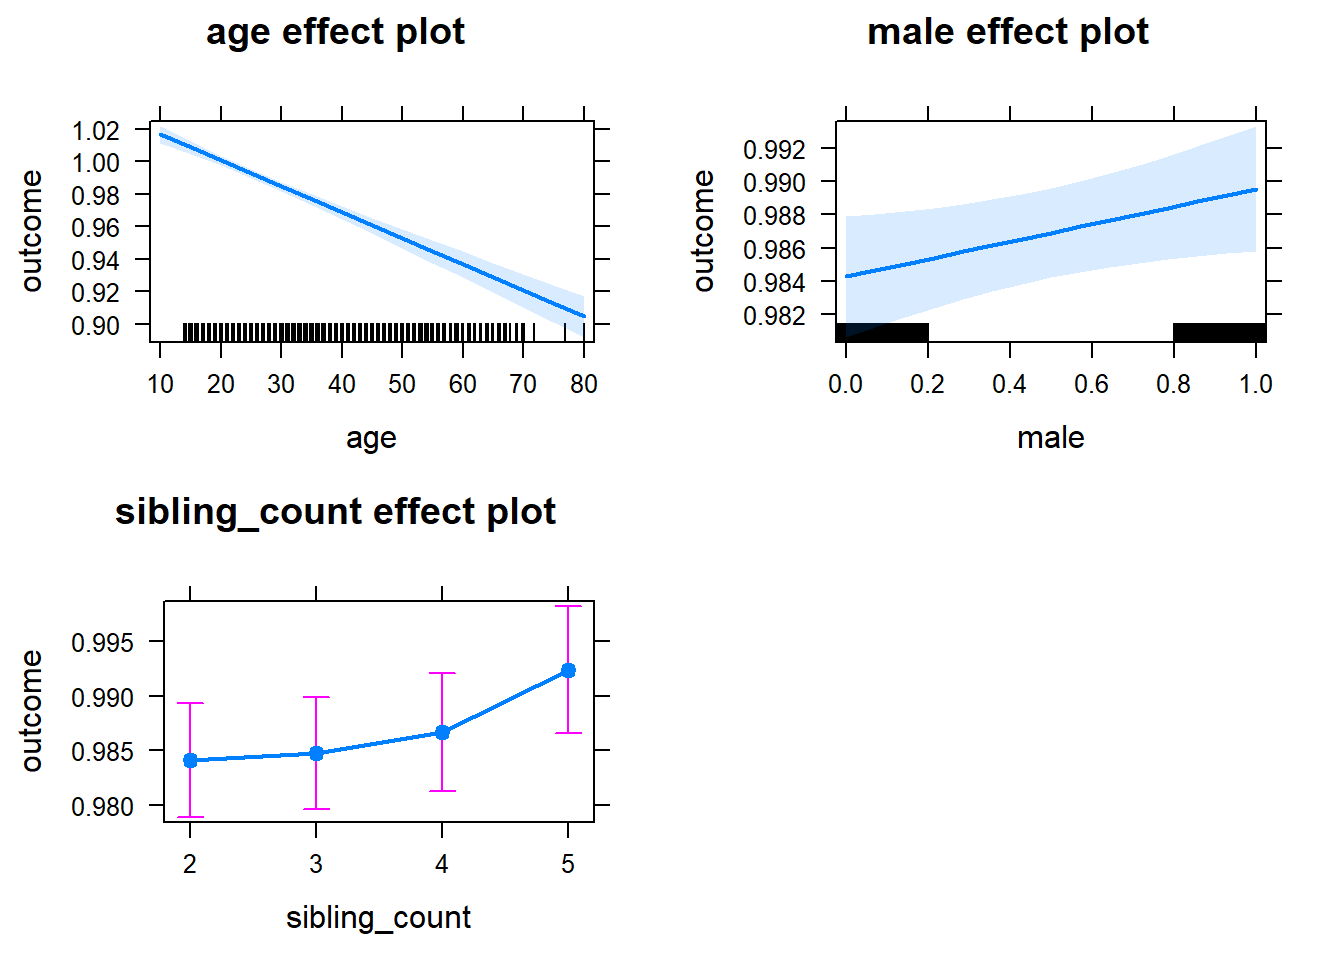 age effect plot
outcome
1.02
1.00
0.98
0.96
0.94
0.92
0.90
10 20 30 40 50 60 70 80
age
male effect plot
outcome
0.992
0.990
0.988
0.986
0.984
0.982
0.0 0.2 0.4 0.6 0.8 1.0
male
sibling_count effect plot
outcome
0.995
0.990
0.985
0.980
2 3 4 5
sibling_count